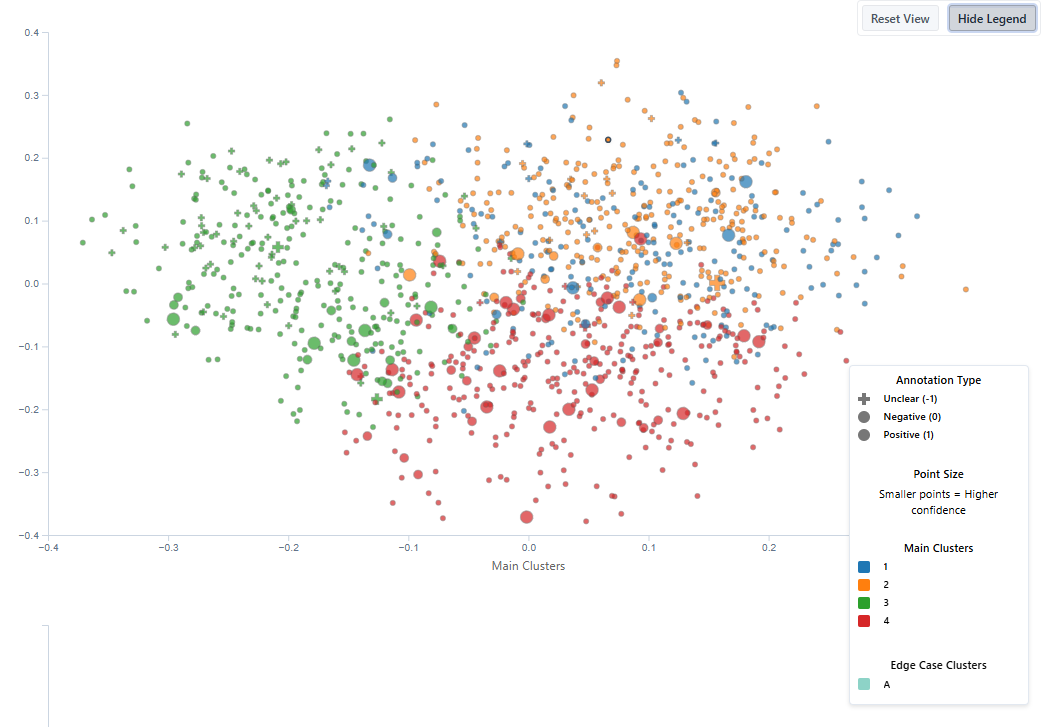 Reset View
Hide Legend
0.4
0.3
0.2
0.1
0.0
−0.1
−0.2
−0.3
−0.4
−0.4
−0.3
−0.2
−0.1
0.0
0.1
0.2
Main Clusters
Annotation Type
Unclear (-1)
Negative (0)
Positive (1)
Point Size
Smaller points = Higher
confidence
Main Clusters
1
2
3
4
Edge Case Clusters
A